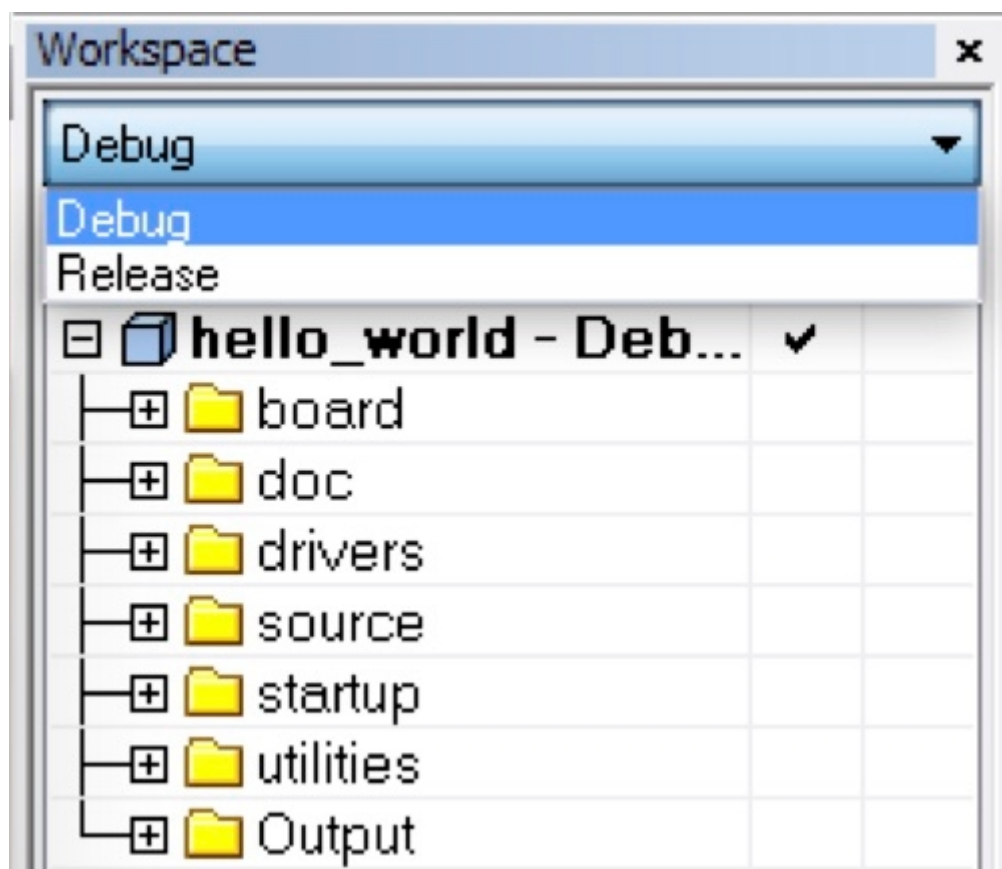 Workspace
Debug
Debug
Release
hello_world - Deb...
board
doc
drivers
source
startup
utilities
Output